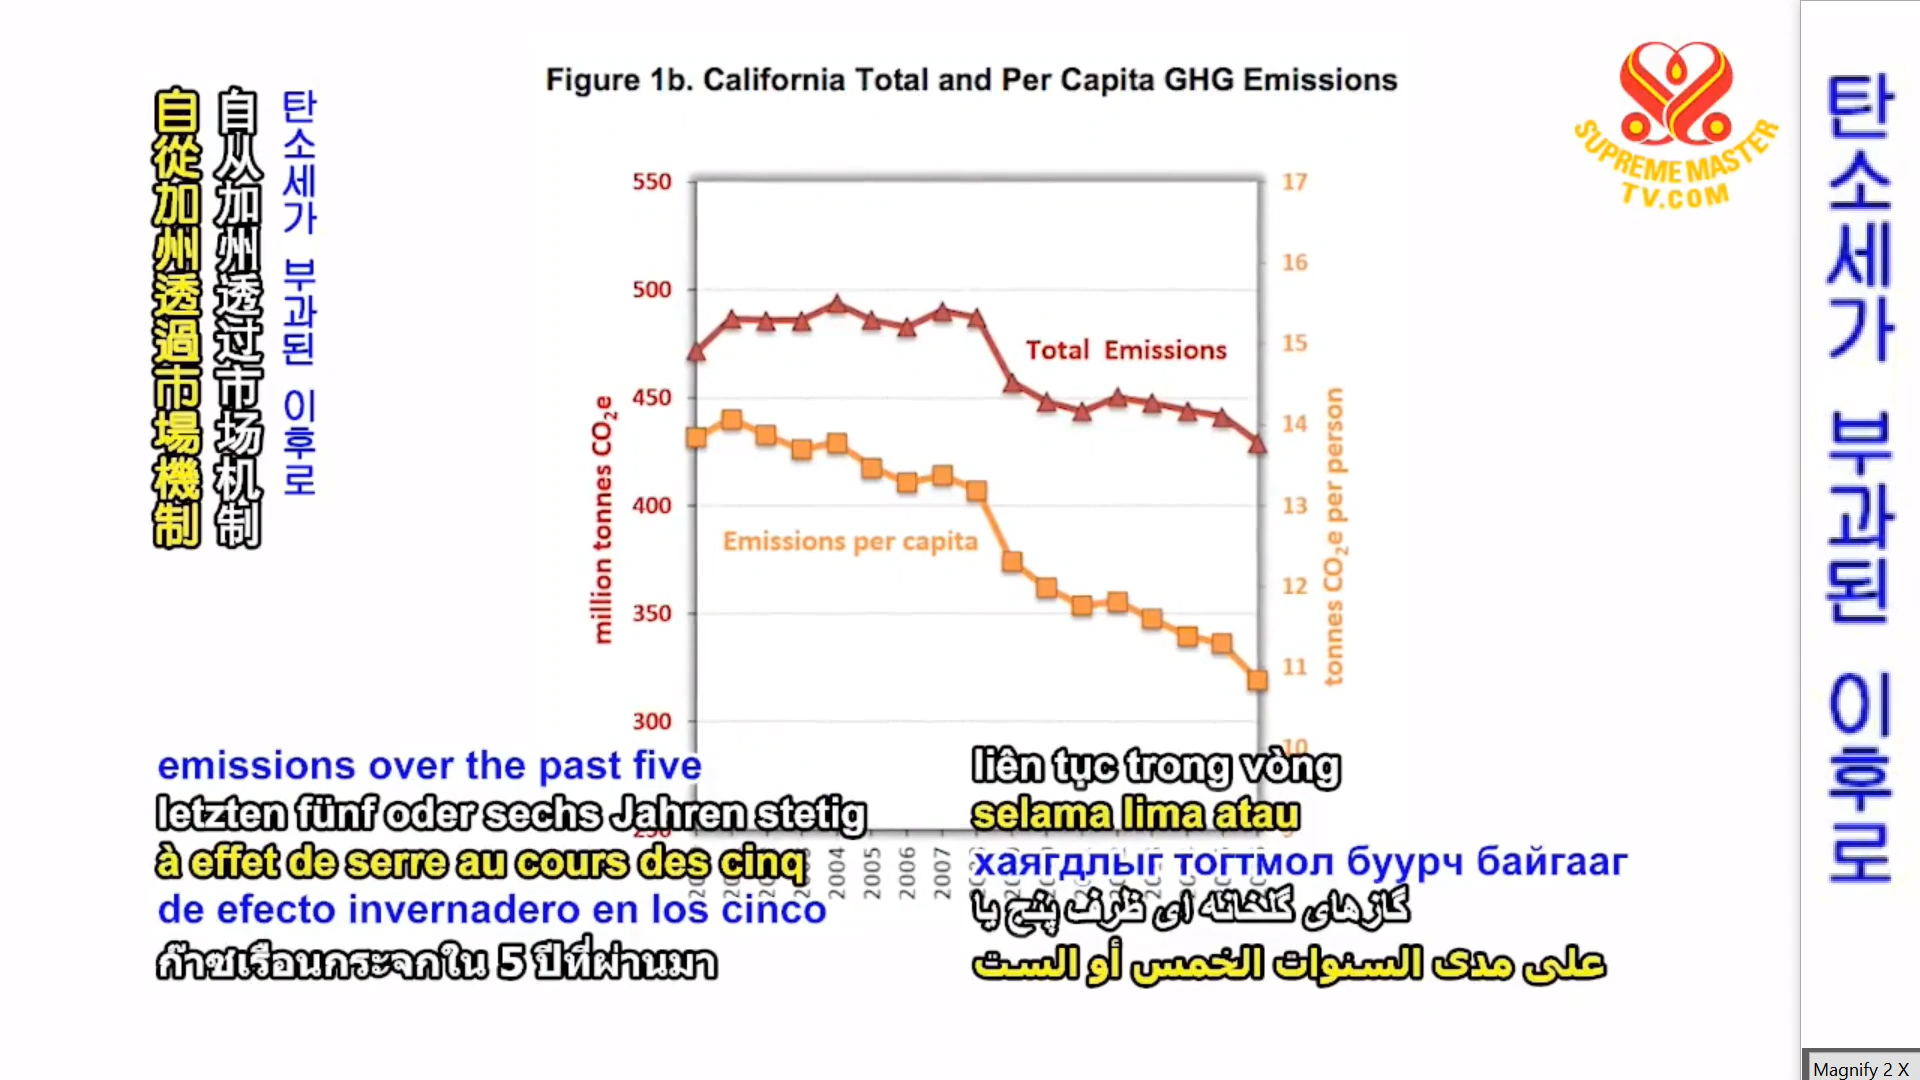 Figure 1b. California Total and Per Capita GHG Emissions
自從加州透過市場機制
自从加州透过市场机制
탄소세가 부과된 이후로
SUPREME MASTER
TV.COM
탄소세가 부과된 이후로
550
500
450
400
350
300
million tonnes CO2e
17
16
15
14
13
12
11
10
tonnes CO2e per person
Total Emissions
Emissions per capita
2004
2005
2006
2007
emissions over the past five
letzten fünf oder sechs Jahren stetig
à effet de serre au cours des cinq
de efecto invernadero en los cinco
ก๊าซเรือนกระจกใน 5 ปีที่ผ่านมา
liên tục trong vòng
selama lima atau
хаягдлыг тогтмол буурч байгааг
گازهای گلخانه ای ظرف پنج یا
على مدى السنوات الخمس أو الست
Magnify 2 X